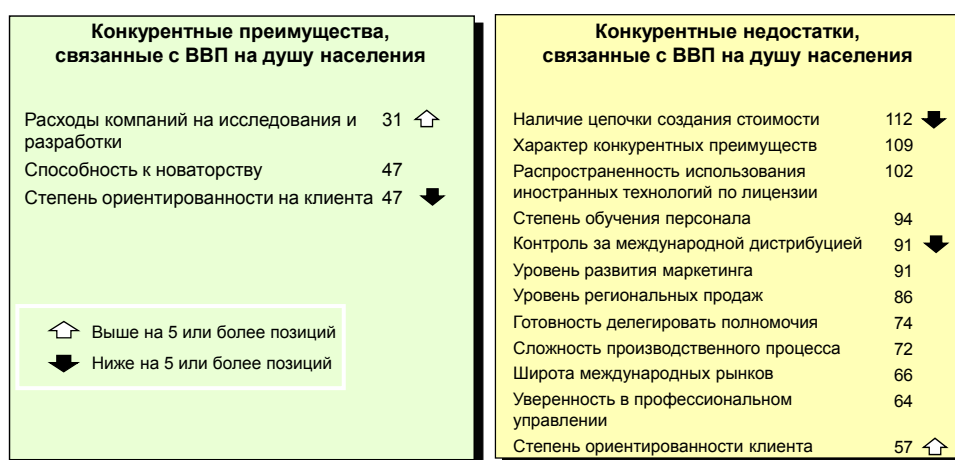 Конкурентные преимущества,
связанные с ВВП на душу населения
Расходы компаний на исследования и 31
разработки
Способность к новаторству 47
Степень ориентированности на клиента 47
Выше на 5 или более позиций
Ниже на 5 или более позиций
Конкурентные недостатки,
связанные с ВВП на душу населения
Наличие цепочки создания стоимости 112
Характер конкурентных преимуществ 109
Распространенность использования 102
иностранных технологий по лицензии
Степень обучения персонала 94
Контроль за международной дистрибуцией 91
Уровень развития маркетинга 91
Уровень региональных продаж 86
Готовность делегировать полномочия 74
Сложность производственного процесса 72
Широта международных рынков 66
Уверенность в профессиональном 64
управлении
Степень ориентированности клиента 57